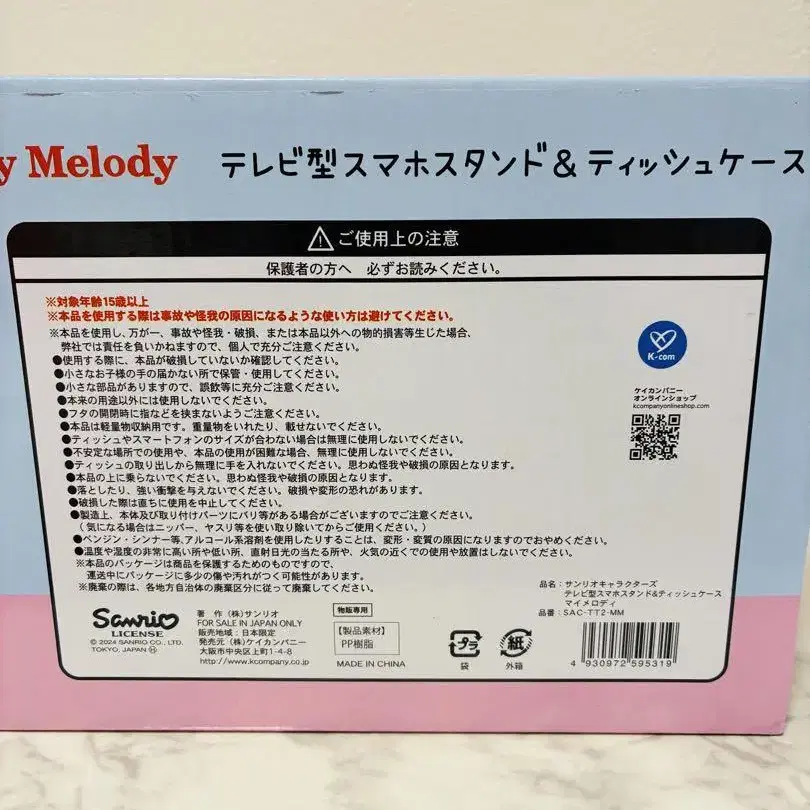 y Melody テレビ型スマホスタンド&ティッシュケース
ご使用上の注意
保護者の方へ 必ずお読みください。
※対象年齢15歳以上
※本品を使用する際は事故や怪我の原因になるような使い方は避けてください。
※本品を使用し、万が一、事故や怪我・破損、または本品以外への物的損害等生じた場合、
弊社では責任を負いかねますので、個人で充分ご注意ください。
●使用する際に、本品が破損していないか確認してください。
●小さなお子様の手の届かない所で保管・使用してください。
●小さな部品がありますので、誤飲等に充分ご注意ください。
●本来の用途以外には使用しないでください。
●フタの開閉時に指などを挟まないようご注意ください。
●本品は軽量物収納用です。重量物をいれたり、載せないでください。
●ティッシュやスマートフォンのサイズが合わない場合は無理に使用しないでください。
●不安定な場所での使用や、本品の使用が困難な場合、無理に使用しないでください。
●ティッシュの取り出しから無理に手を入れないでください。思わぬ怪我や破損の原因となります。
●本品の上に乗らないでください。思わぬ怪我や破損の原因となります。
●落としたり、強い衝撃を与えないでください。破損や変形の恐れがあります。
●破損した際は直ちに使用を中止してください。
●製造上、本体及び取り付けパーツにバリ等がある場合がございますのでご注意ください。
(気になる場合はニッパー、ヤスリ等を使い取り除いてからご使用ください。)
●ベンジン・シンナー等、アルコール系溶剤を使用したりすることは、変形・変質の原因になりますのでおやめください。
●温度や湿度の非常に高い所や低い所、直射日光の当たる所や、火気の近くでの使用や放置はしないでください。
※本品のパッケージは商品を保護するためのものですので、
運送中にパッケージに多少の傷や汚れがつく可能性があります。
※廃棄の際は、各地方自治体の廃棄区分に従って廃棄してください。
K-com
ケイカンパニー
オンラインショップ
kcompanyonlineshop.com
品名:サンリオキャラクターズ
テレビ型スマホスタンド&ティッシュケース
マイメロディ
品番:SAC-TT2-MM
Sanrio
LICENSE
© 2024 SANRIO CO., LTD.
TOKYO, JAPAN Ⓗ
著 作 (株)サンリオ
FOR SALE IN JAPAN ONLY
販売地域:日本限定
発売元 (株)ケイカンパニー
大阪市中央区上町1-4-8
http://www.kcompany.co.jp
物販専用
【製品素材】
PP樹脂
MADE IN CHINA
プラ
袋
紙
外箱
4 930972 595319